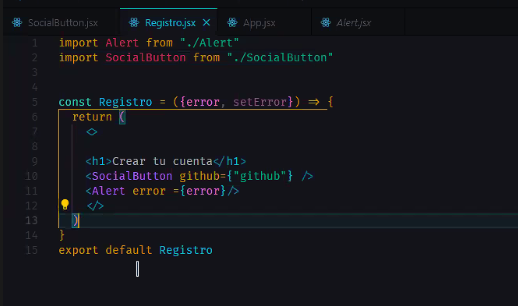 SocialButton.jsx Registro.jsx × App.jsx Alert.jsx
1 import Alert from "./Alert"
2 import SocialButton from "./SocialButton"
3
4
5 const Registro = ({error, setError}) => {
6 return (
7 <>
8
9 <h1>Crear tu cuenta</h1>
10 <SocialButton github={"github"} />
11 <Alert error ={error}/>
12 </>
13 )
14 }
15 export default Registro